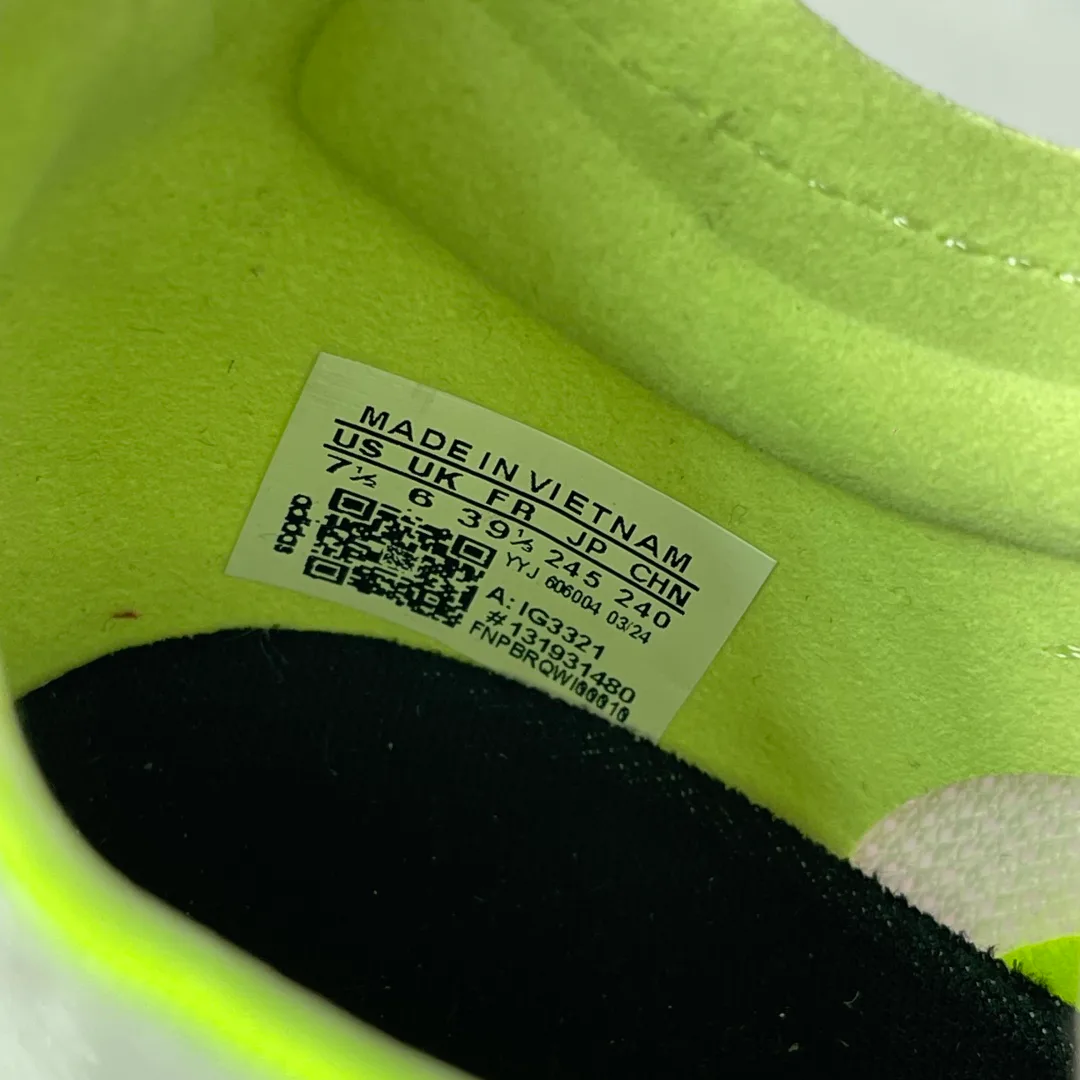 MADE IN VIETNAM
US UK FR JP CHN
7½ 6 39⅓ 245 240
adidas
YYJ 606004 03/24
A: IG3321
#131931480
FNPBRQWI00010